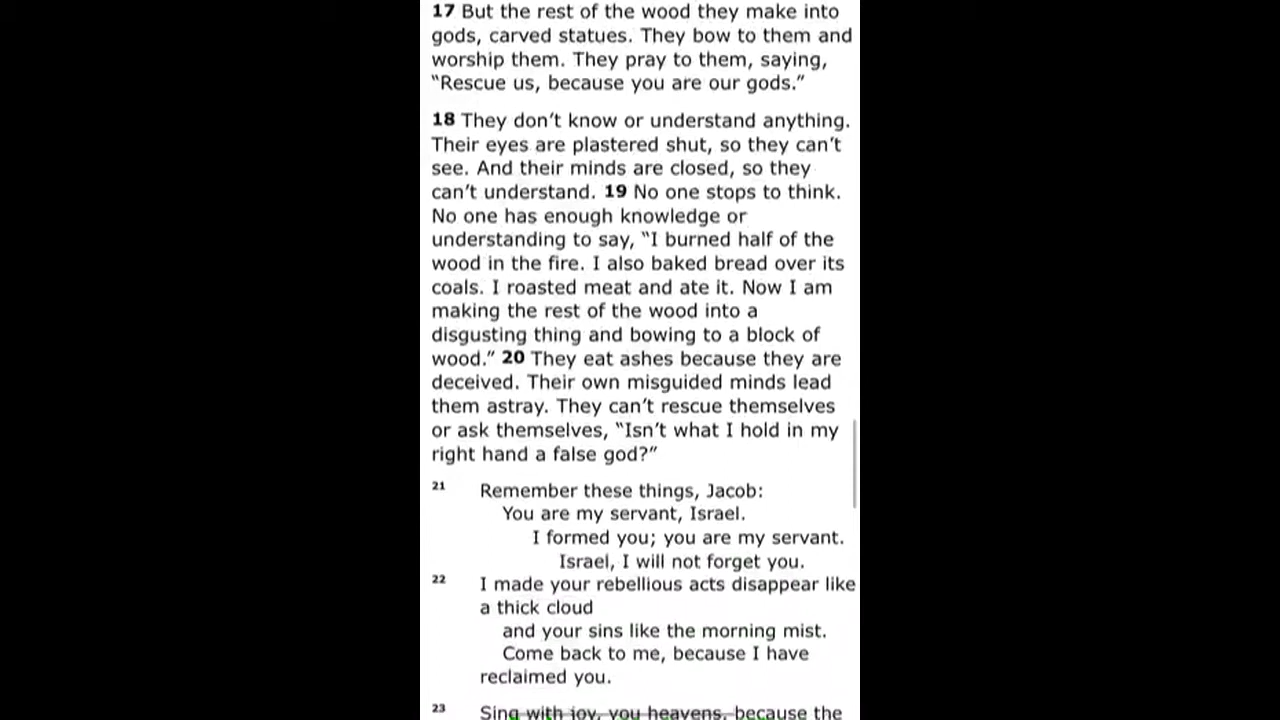 17 But the rest of the wood they make into
gods, carved statues. They bow to them and
worship them. They pray to them, saying,
“Rescue us, because you are our gods.”
18 They don’t know or understand anything.
Their eyes are plastered shut, so they can’t
see. And their minds are closed, so they
can’t understand. 19 No one stops to think.
No one has enough knowledge or
understanding to say, “I burned half of the
wood in the fire. I also baked bread over its
coals. I roasted meat and ate it. Now I am
making the rest of the wood into a
disgusting thing and bowing to a block of
wood.” 20 They eat ashes because they are
deceived. Their own misguided minds lead
them astray. They can’t rescue themselves
or ask themselves, “Isn’t what I hold in my
right hand a false god?”
21 Remember these things, Jacob:
You are my servant, Israel.
I formed you; you are my servant.
Israel, I will not forget you.
22 I made your rebellious acts disappear like
a thick cloud
and your sins like the morning mist.
Come back to me, because I have
reclaimed you.
23 Sing with joy, you heavens, because the